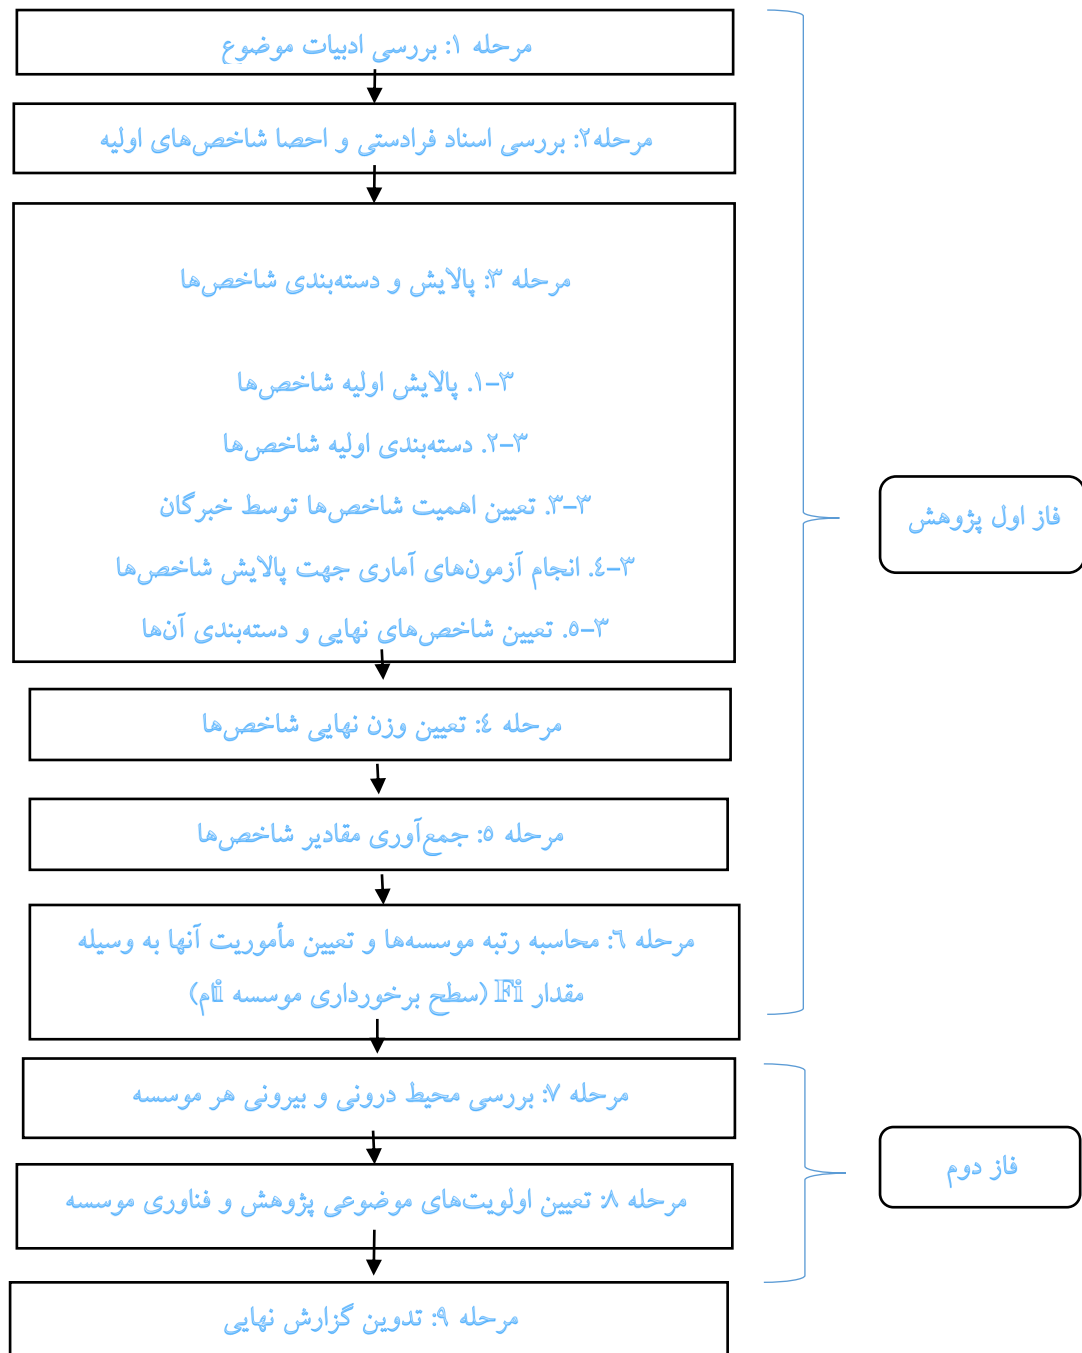 مرحله ۱: بررسی ادبیات موضوع
مرحله۲: بررسی اسناد فرادستی و احصا شاخص‌های اولیه
مرحله ۳: پالایش و دسته‌بندی شاخص‌ها
۳-۱. پالایش اولیه شاخص‌ها
۳-۲. دسته‌بندی اولیه شاخص‌ها
۳-۳. تعیین اهمیت شاخص‌ها توسط خبرگان
۳-٤. انجام آزمون‌های آماری جهت پالایش شاخص‌ها
۳-٥. تعیین شاخص‌های نهایی و دسته‌بندی آن‌ها
مرحله ٤: تعیین وزن نهایی شاخص‌ها
مرحله ٥: جمع‌آوری مقادیر شاخص‌ها
مرحله ٦: محاسبه رتبه موسسه‌ها و تعیین مأموریت آنها به وسیله
مقدار Fi (سطح برخورداری موسسه iام)
فاز اول پژوهش
مرحله ۷: بررسی محیط درونی و بیرونی هر موسسه
مرحله ۸: تعیین اولویت‌های موضوعی پژوهش و فناوری موسسه
فاز دوم
مرحله ۹: تدوین گزارش نهایی